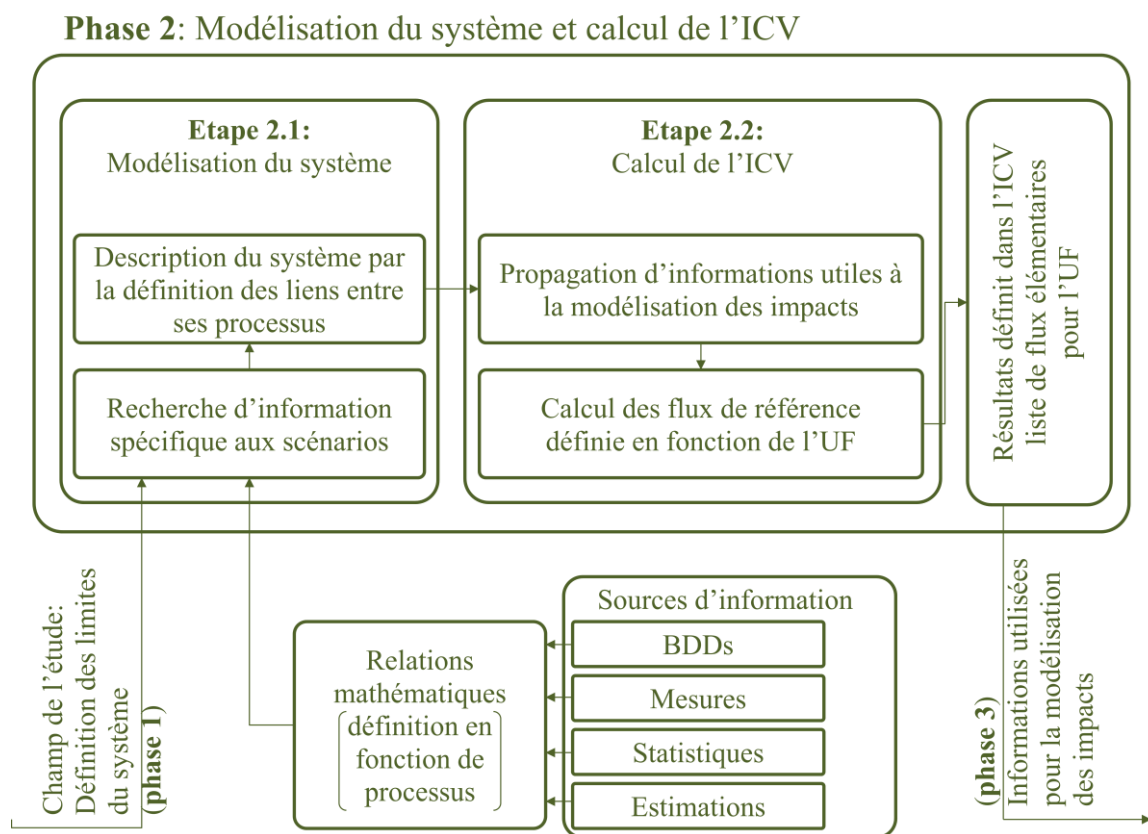 Phase 2: Modélisation du système et calcul de l’ICV
Etape 2.1:
Modélisation du système
Description du système par
la définition des liens entre
ses processus
Recherche d’information
spécifique aux scénarios
Etape 2.2:
Calcul de l’ICV
Propagation d’informations utiles à
la modélisation des impacts
Calcul des flux de référence
définie en fonction de l’UF
Résultats définit dans l’ICV
liste de flux élémentaires
pour l’UF
Champ de l’étude:
Définition des limites
du système
(phase 1)
Relations
mathématiques
définition en
fonction de
processus
Sources d’information
BDDs
Mesures
Statistiques
Estimations
(phase 3)
Informations utilisées
pour la modélisation
des impacts